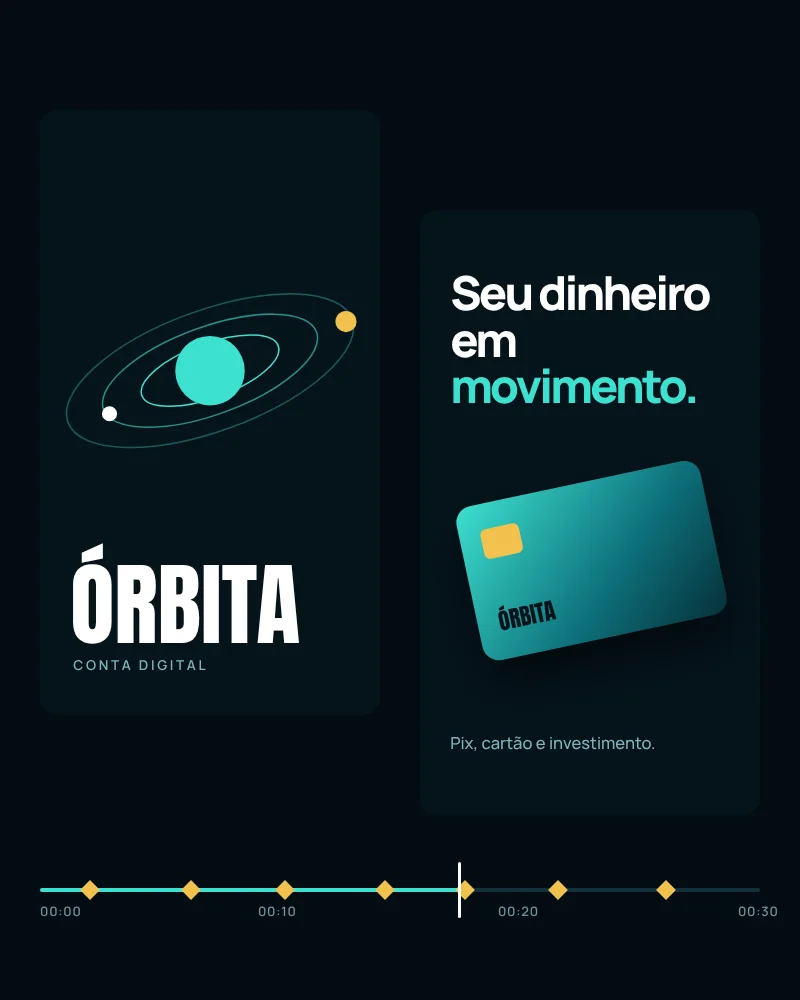 ÓRBITA
CONTA DIGITAL
Seu dinheiro
em
movimento.
ÓRBITA
Pix, cartão e investimento.
00:00
00:10
00:20
00:30